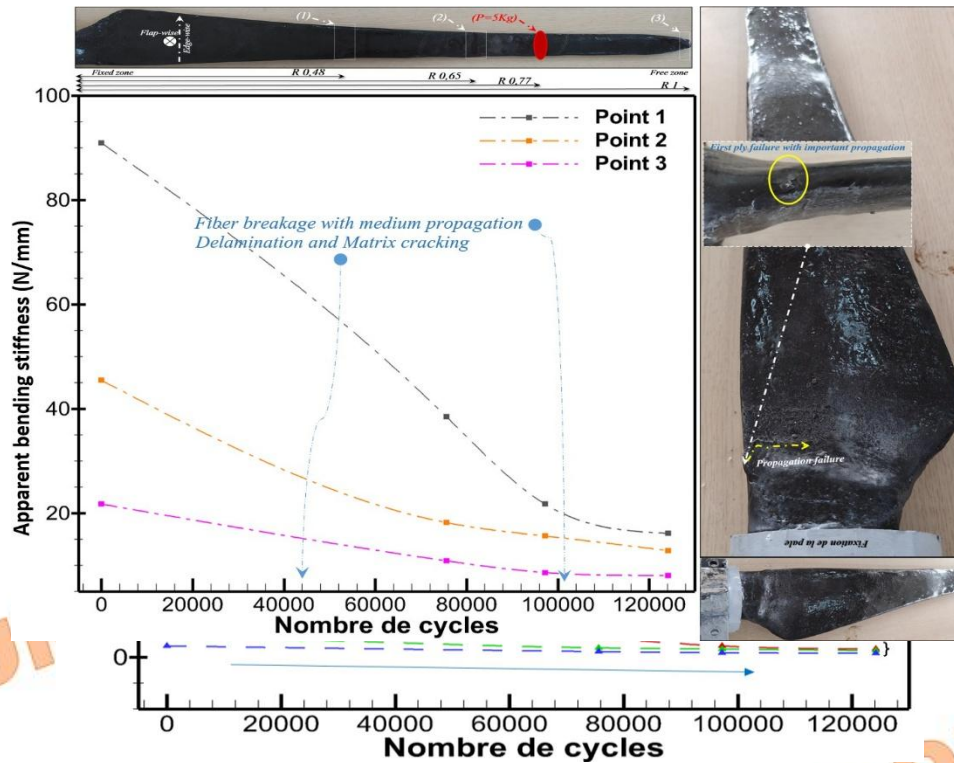 (1)
(2)
(P=5Kg)
(3)
Flap-wise
Edge-wise
Fixed zone
R 0,48
R 0,65
R 0,77
R 1
Free zone
100
80
60
40
20
Apparent bending stiffness (N/mm)
Point 1
Point 2
Point 3
Fiber breakage with medium propagation
Delamination and Matrix cracking
0 20000 40000 60000 80000 100000 120000
Nombre de cycles
First ply failure with important propagation
Propagation failure
Fixation de la pale
0
}
0 20000 40000 60000 80000 100000 120000
Nombre de cycles